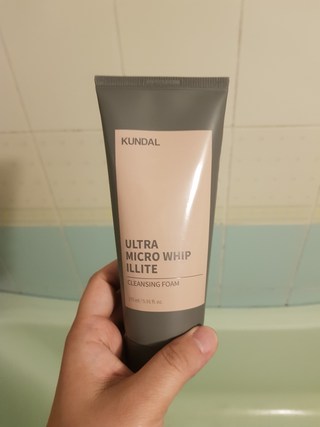 KUNDAL
ULTRA
MICRO WHIP
ILLITE
CLEANSING FOAM